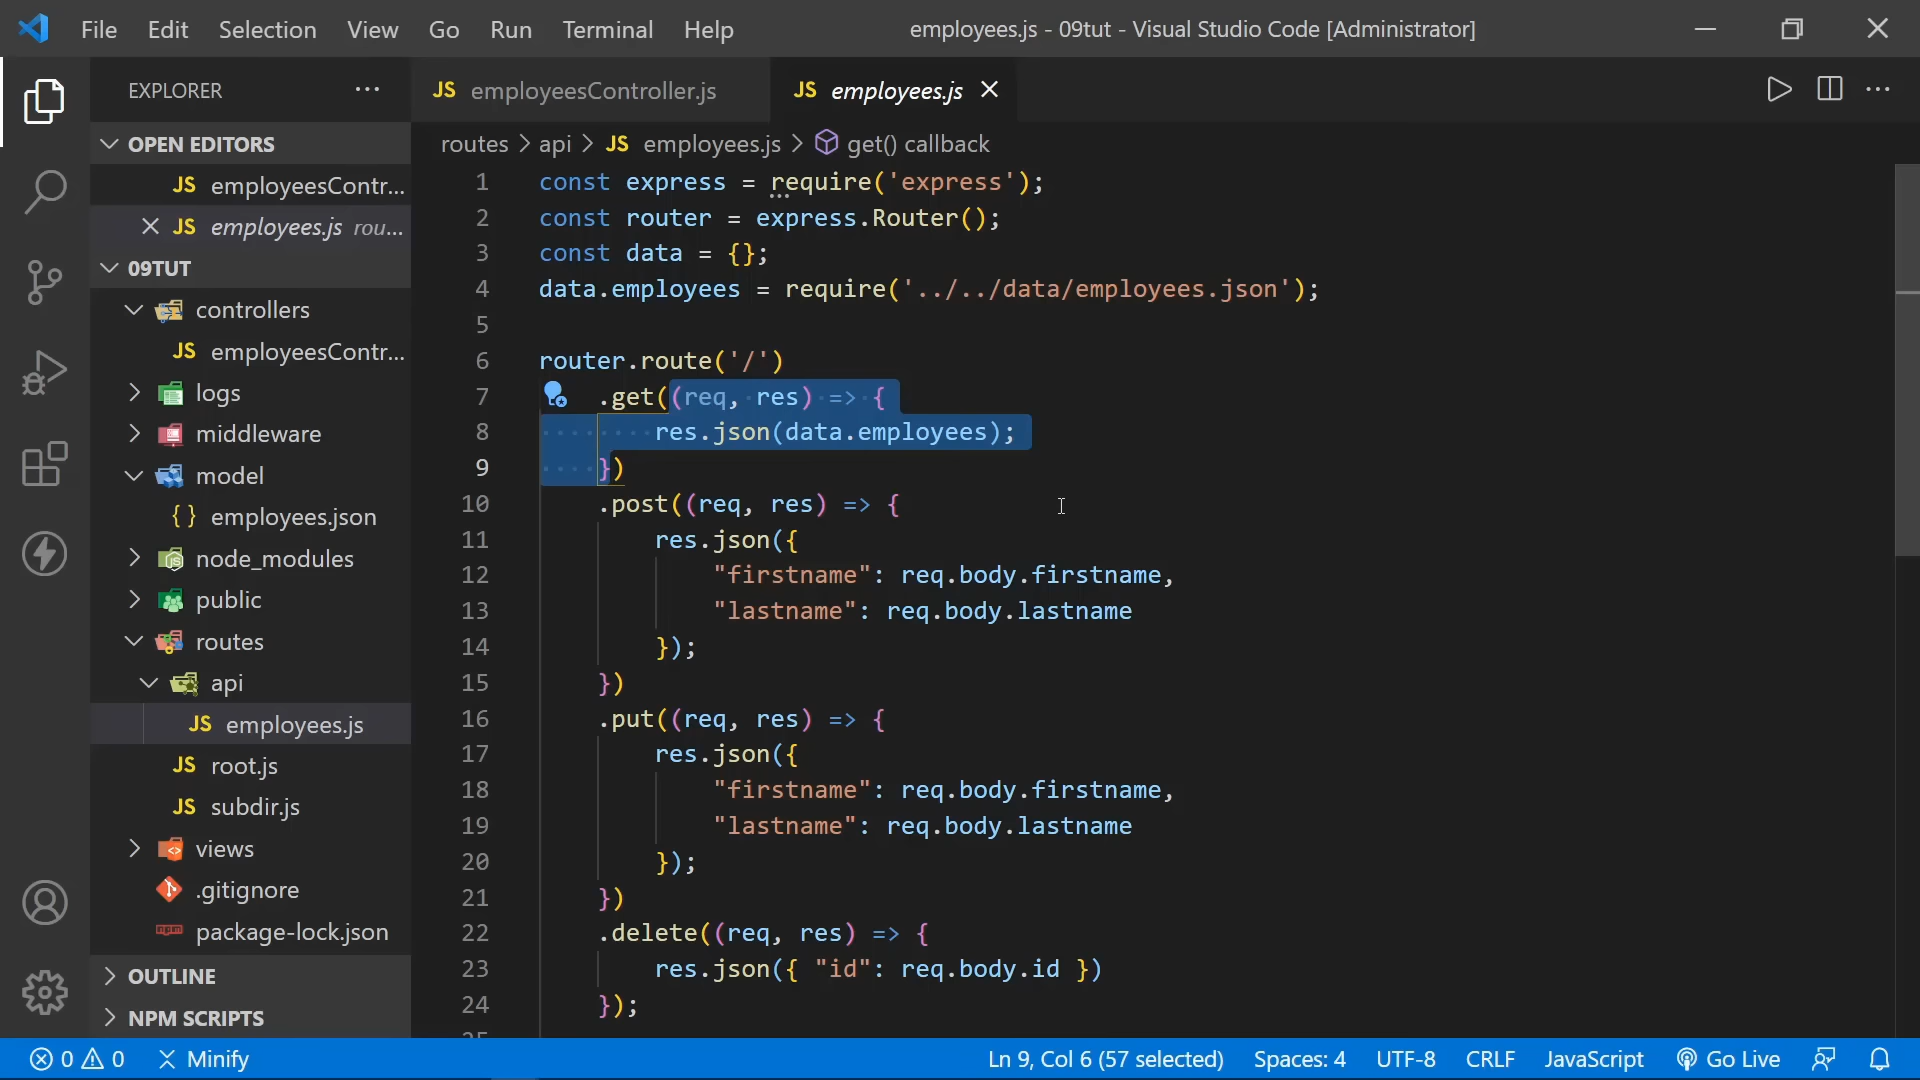 File Edit Selection View Go Run Terminal Help
employees.js - 09tut - Visual Studio Code [Administrator]
EXPLORER
OPEN EDITORS
JS employeesContr...
JS employees.js rou...
09TUT
controllers
JS employeesContr...
logs
middleware
model
{} employees.json
node_modules
public
routes
api
JS employees.js
JS root.js
JS subdir.js
views
.gitignore
package-lock.json
OUTLINE
NPM SCRIPTS
JS employeesController.js
JS employees.js
routes > api > JS employees.js > get() callback
1 const express = require('express');
2 const router = express.Router();
3 const data = {};
4 data.employees = require('../../data/employees.json');
5
6 router.route('/')
7 .get((req, res) => {
8 res.json(data.employees);
9 })
10 .post((req, res) => {
11 res.json({
12 "firstname": req.body.firstname,
13 "lastname": req.body.lastname
14 });
15 })
16 .put((req, res) => {
17 res.json({
18 "firstname": req.body.firstname,
19 "lastname": req.body.lastname
20 });
21 })
22 .delete((req, res) => {
23 res.json({ "id": req.body.id })
24 });
0 0 Minify
Ln 9, Col 6 (57 selected) Spaces: 4 UTF-8 CRLF JavaScript Go Live